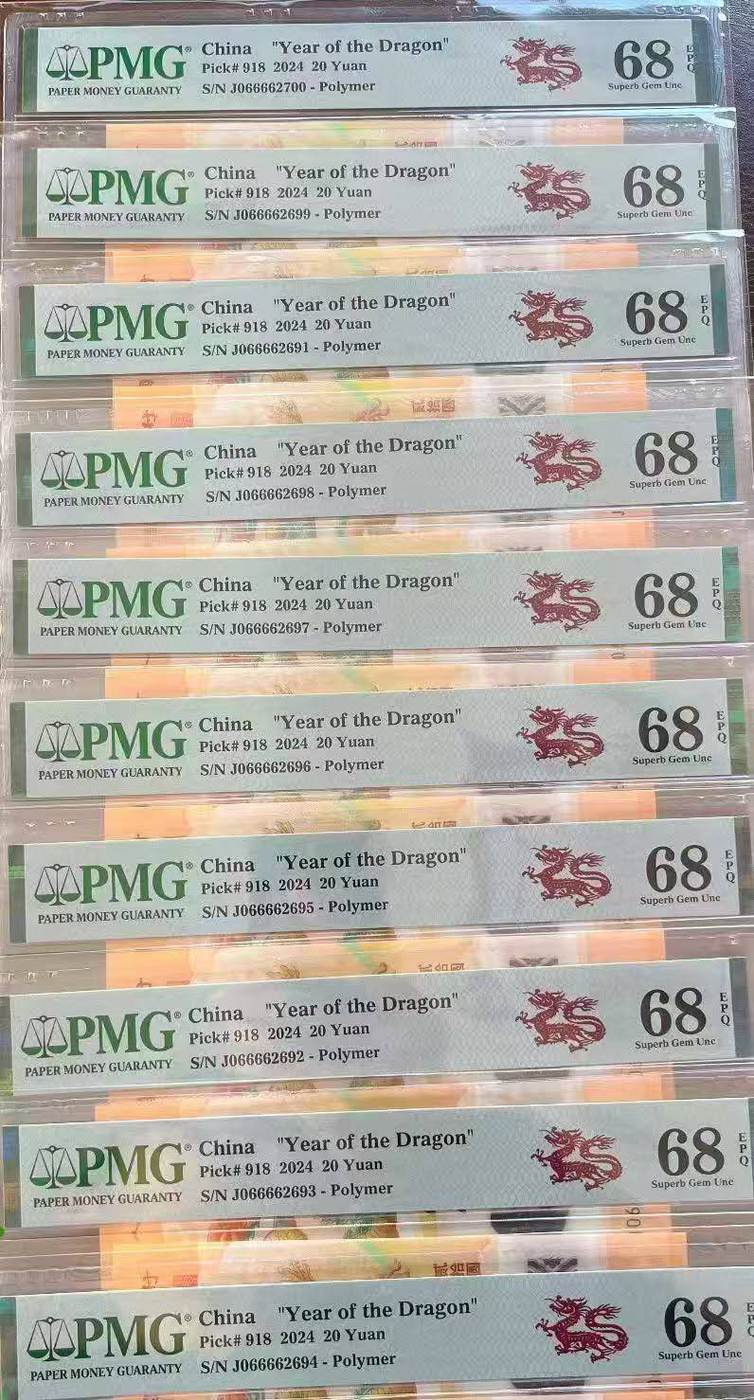 PMG®
PAPER MONEY GUARANTY
China "Year of the Dragon"
Pick# 918 2024 20 Yuan
S/N J066662700 - Polymer
68
EPQ
Superb Gem Unc
PMG®
PAPER MONEY GUARANTY
China "Year of the Dragon"
Pick# 918 2024 20 Yuan
S/N J066662699 - Polymer
68
EPQ
Superb Gem Unc
PMG®
PAPER MONEY GUARANTY
China "Year of the Dragon"
Pick# 918 2024 20 Yuan
S/N J066662691 - Polymer
68
EPQ
Superb Gem Unc
PMG®
PAPER MONEY GUARANTY
China "Year of the Dragon"
Pick# 918 2024 20 Yuan
S/N J066662698 - Polymer
68
EPQ
Superb Gem Unc
PMG®
PAPER MONEY GUARANTY
China "Year of the Dragon"
Pick# 918 2024 20 Yuan
S/N J066662697 - Polymer
68
EPQ
Superb Gem Unc
PMG®
PAPER MONEY GUARANTY
China "Year of the Dragon"
Pick# 918 2024 20 Yuan
S/N J066662696 - Polymer
68
EPQ
Superb Gem Unc
PMG®
PAPER MONEY GUARANTY
China "Year of the Dragon"
Pick# 918 2024 20 Yuan
S/N J066662695 - Polymer
68
EPQ
Superb Gem Unc
PMG®
PAPER MONEY GUARANTY
China "Year of the Dragon"
Pick# 918 2024 20 Yuan
S/N J066662692 - Polymer
68
EPQ
Superb Gem Unc
PMG®
PAPER MONEY GUARANTY
China "Year of the Dragon"
Pick# 918 2024 20 Yuan
S/N J066662693 - Polymer
68
EPQ
Superb Gem Unc
PMG®
PAPER MONEY GUARANTY
China "Year of the Dragon"
Pick# 918 2024 20 Yuan
S/N J066662694 - Polymer
68
EPQ
Superb Gem Unc